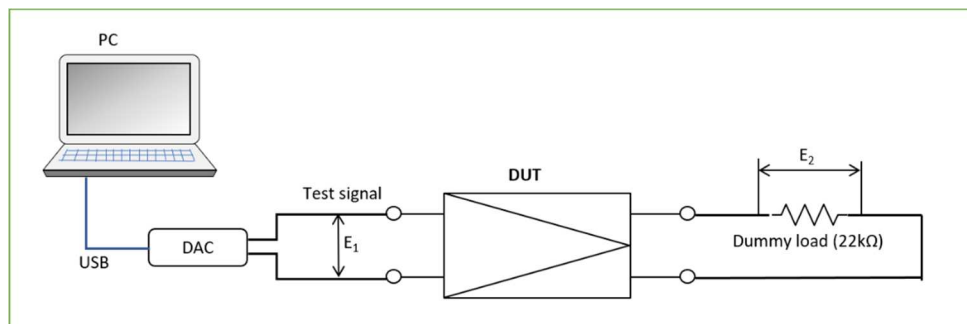 PC
USB
DAC
Test signal
E₁
DUT
E₂
Dummy load (22kΩ)